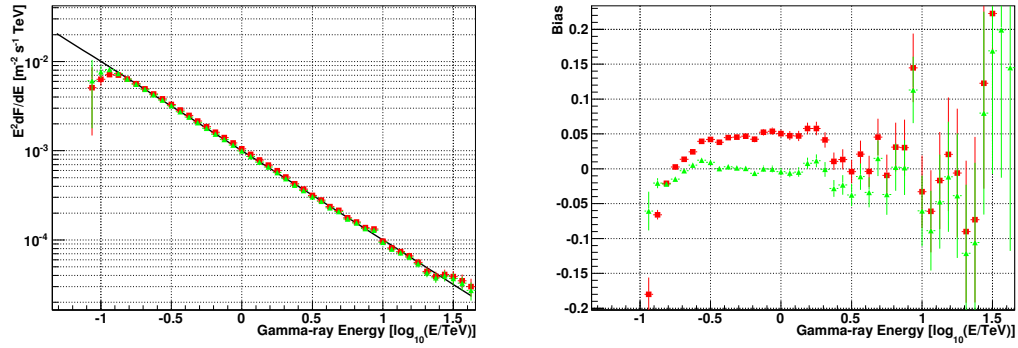 E²dF/dE [m⁻² s⁻¹ TeV]
10⁻²
10⁻³
10⁻⁴
-1 -0.5 0 0.5 1 1.5
Gamma-ray Energy [log₁₀(E/TeV)]
Bias
0.2
0.15
0.1
0.05
0
-0.05
-0.1
-0.15
-0.2
-1 -0.5 0 0.5 1 1.5
Gamma-ray Energy [log₁₀(E/TeV)]